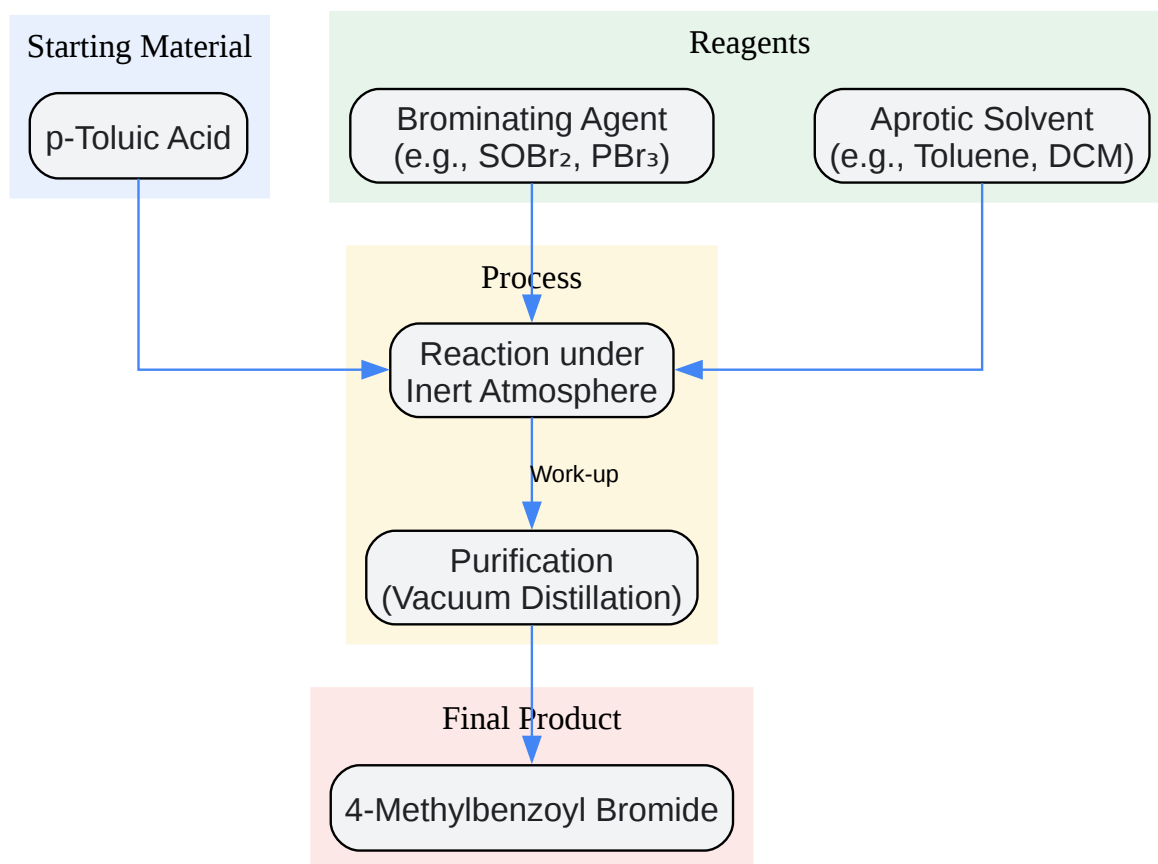 Starting Material
p-Toluic Acid
Reagents
Brominating Agent
(e.g., SOBr₂, PBr₃)
Aprotic Solvent
(e.g., Toluene, DCM)
Process
Reaction under
Inert Atmosphere
Work-up
Purification
(Vacuum Distillation)
Final Product
4-Methylbenzoyl Bromide